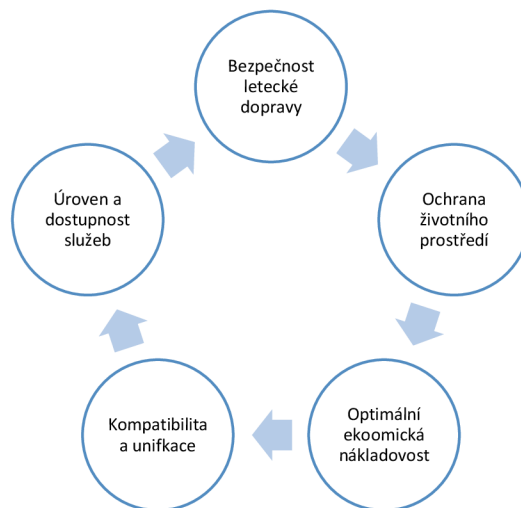 Bezpečnost
letecké
dopravy
Ochrana
životního
prostředí
Optimální
ekoomická
nákladovost
Kompatibilita
a unifkace
Úroven a
dostupnost
služeb